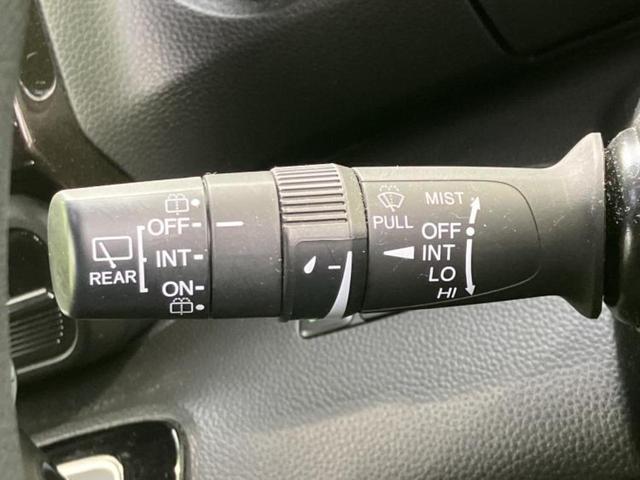 REAR
OFF
INT
ON
PULL
MIST
OFF
INT
LO
HI